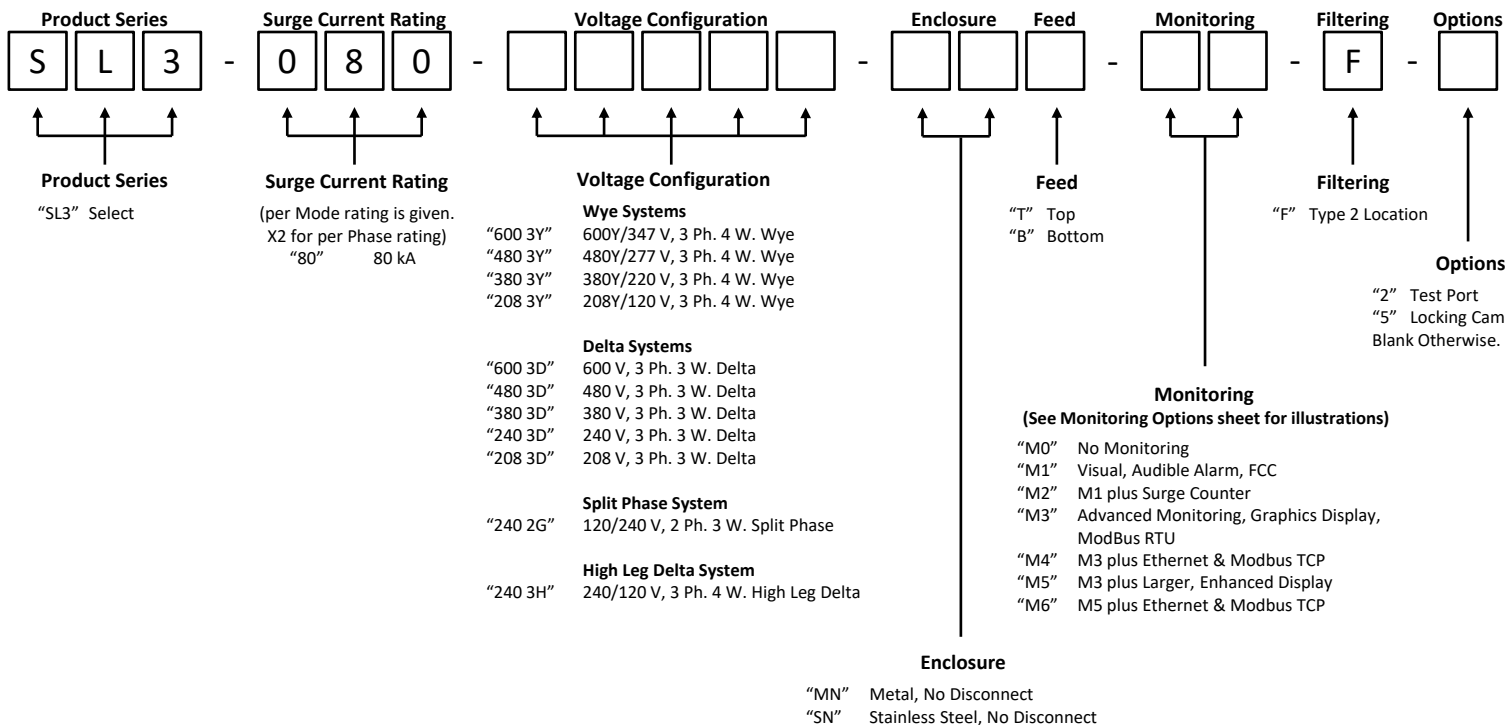 Product Series Surge Current Rating Voltage Configuration Enclosure Feed Monitoring Filtering Options
S L 3 - 0 8 0 - - - - F -
Product Series
“SL3” Select
Surge Current Rating
(per Mode rating is given.
X2 for per Phase rating)
“80” 80 kA
Voltage Configuration
Wye Systems
“600 3Y” 600Y/347 V, 3 Ph. 4 W. Wye
“480 3Y” 480Y/277 V, 3 Ph. 4 W. Wye
“380 3Y” 380Y/220 V, 3 Ph. 4 W. Wye
“208 3Y” 208Y/120 V, 3 Ph. 4 W. Wye
Delta Systems
“600 3D” 600 V, 3 Ph. 3 W. Delta
“480 3D” 480 V, 3 Ph. 3 W. Delta
“380 3D” 380 V, 3 Ph. 3 W. Delta
“240 3D” 240 V, 3 Ph. 3 W. Delta
“208 3D” 208 V, 3 Ph. 3 W. Delta
Split Phase System
“240 2G” 120/240 V, 2 Ph. 3 W. Split Phase
High Leg Delta System
“240 3H” 240/120 V, 3 Ph. 4 W. High Leg Delta
Feed
“T” Top
“B” Bottom
Filtering
“F” Type 2 Location
Options
“2” Test Port
“5” Locking Cam
Blank Otherwise.
Monitoring
(See Monitoring Options sheet for illustrations)
“M0” No Monitoring
“M1” Visual, Audible Alarm, FCC
“M2” M1 plus Surge Counter
“M3” Advanced Monitoring, Graphics Display,
ModBus RTU
“M4” M3 plus Ethernet & Modbus TCP
“M5” M3 plus Larger, Enhanced Display
“M6” M5 plus Ethernet & Modbus TCP
Enclosure
“MN” Metal, No Disconnect
“SN” Stainless Steel, No Disconnect